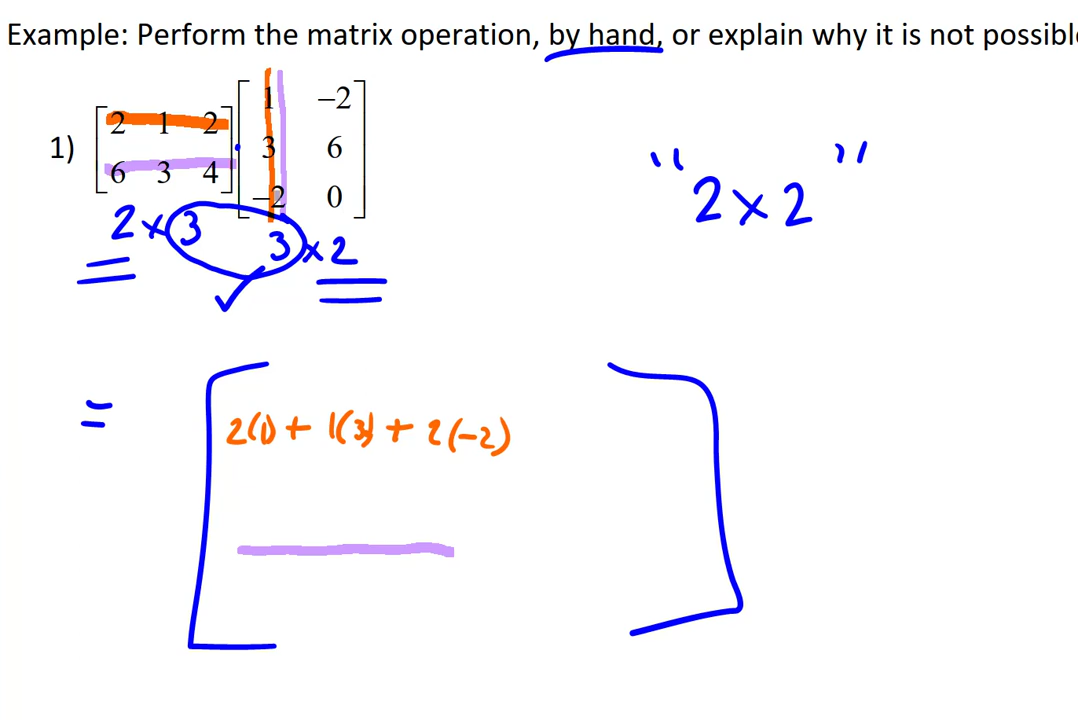 Example: Perform the matrix operation, by hand, or explain why it is not possibl
1) [2 1 2] · [1 −2]
[6 3 4] [3 6]
[−2 0]
2 × 3 3 × 2 ✓
" 2 × 2 "
= [ 2(1) + 1(3) + 2(−2) ]